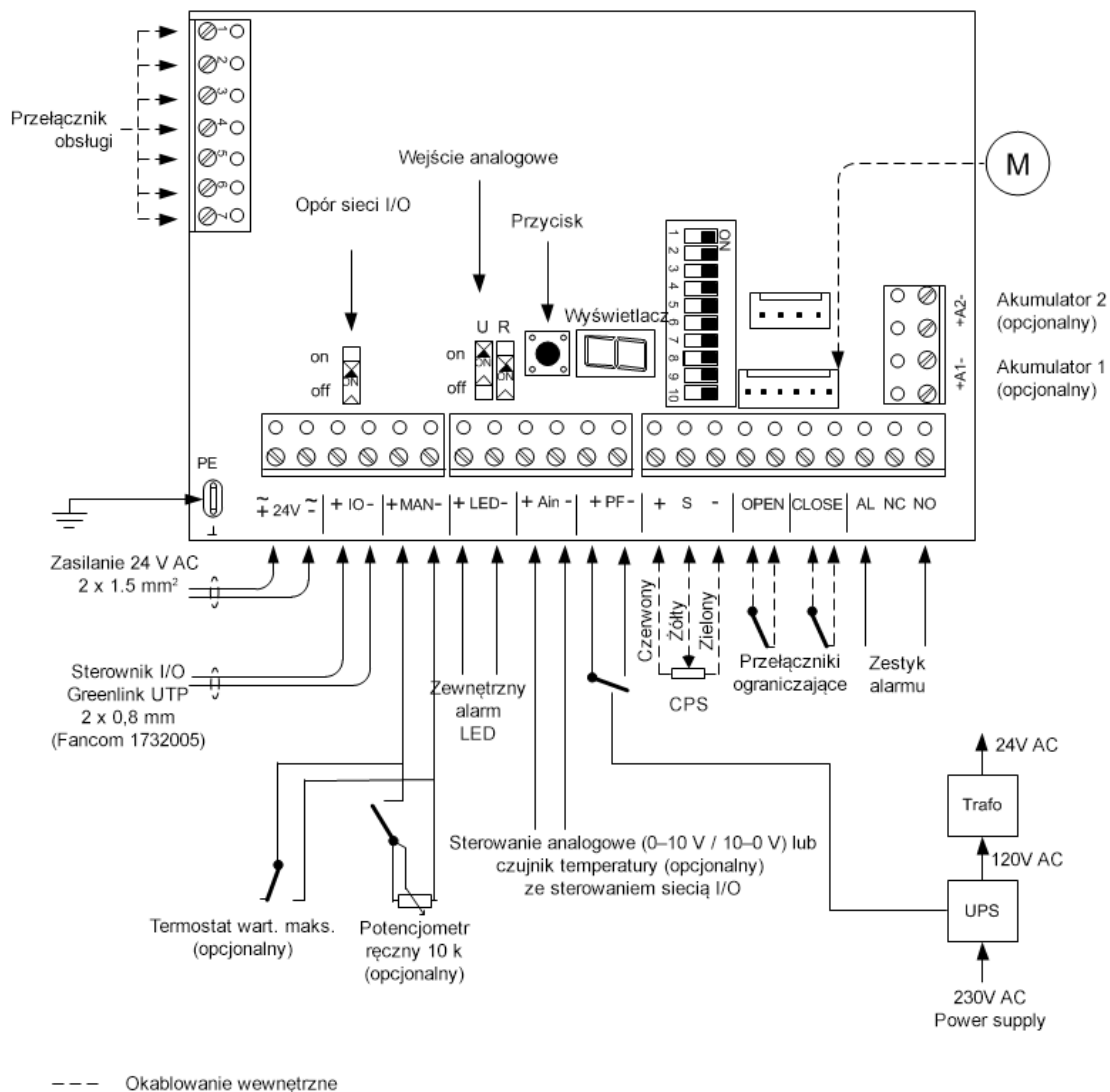 1
2
3
4
5
6
7
Przełącznik
obsługi
Wejście analogowe
M
Opór sieci I/O
Przycisk
ON
1
2
3
4
5
6
7
8
9
10
Wyświetlacz
U R
on
off
ON
on
off
ON
ON
+A2-
+A1-
Akumulator 2
(opcjonalny)
Akumulator 1
(opcjonalny)
PE
~ ~
+ 24V -
+ IO -
+MAN-
+ LED-
+ Ain -
+ PF-
+ S -
OPEN
CLOSE
AL NC NO
Zasilanie 24 V AC
2 x 1.5 mm²
Sterownik I/O
Greenlink UTP
2 x 0,8 mm
(Fancom 1732005)
Zewnętrzny
alarm
LED
Czerwony
Żółty
Zielony
CPS
Przełączniki
ograniczające
Zestyk
alarmu
24V AC
Trafo
120V AC
UPS
230V AC
Power supply
Sterowanie analogowe (0–10 V / 10–0 V) lub
czujnik temperatury (opcjonalny)
ze sterowaniem siecią I/O
Termostat wart. maks.
(opcjonalny)
Potencjometr
ręczny 10 k
(opcjonalny)
Okablowanie wewnętrzne